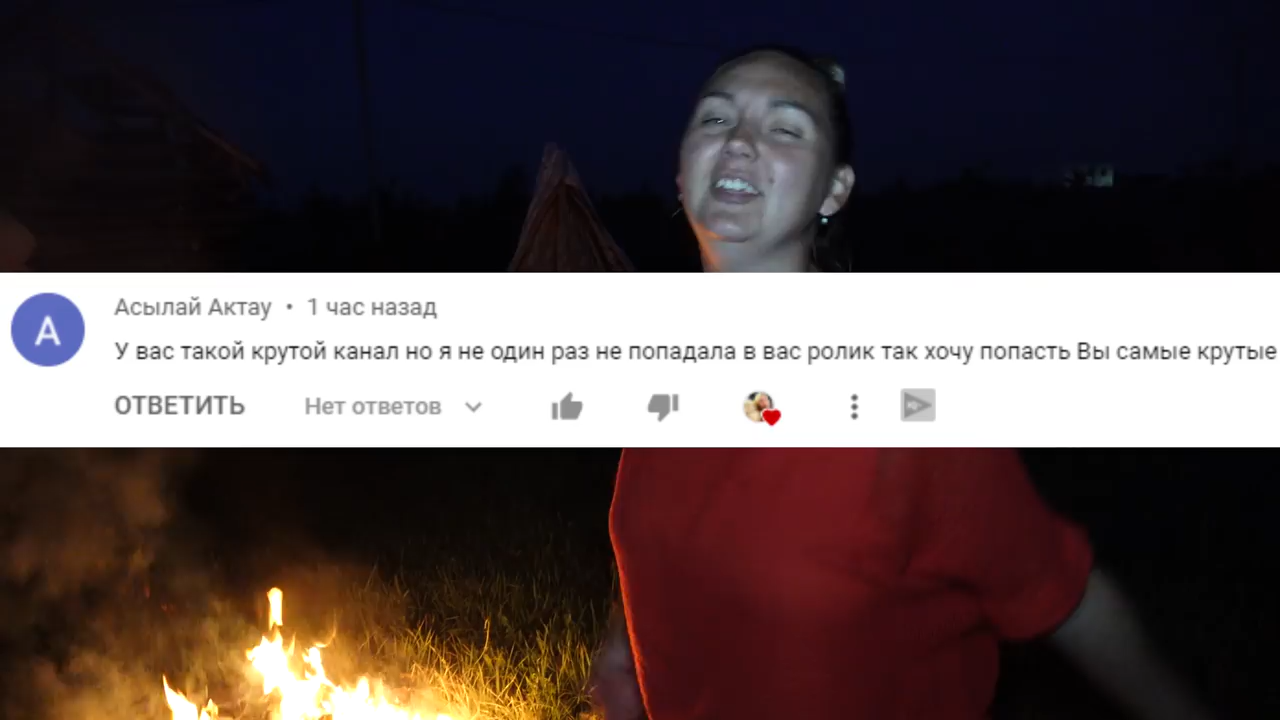 Асылай Актау • 1 час назад
У вас такой крутой канал но я не один раз не попадала в вас ролик так хочу попасть Вы самые крутые
ОТВЕТИТЬ Нет ответов
А